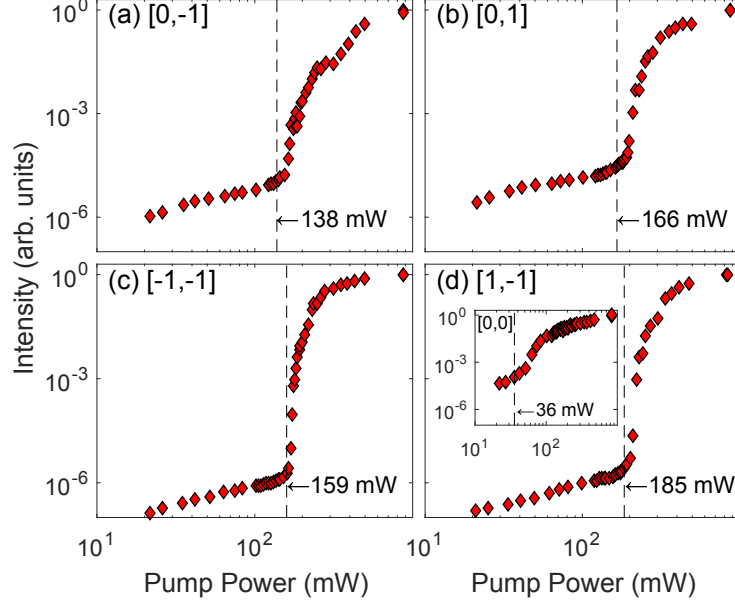 (a) [0,-1]
(b) [0,1]
10^0
10^-3
10^-6
←138 mW
←166 mW
Intensity (arb. units)
(c) [-1,-1]
(d) [1,-1]
10^0
10^-3
10^-6
←159 mW
←185 mW
[0,0]
10^0
10^-3
10^-6
←36 mW
10^1 10^2
10^1 10^2
10^1 10^2
Pump Power (mW)
Pump Power (mW)